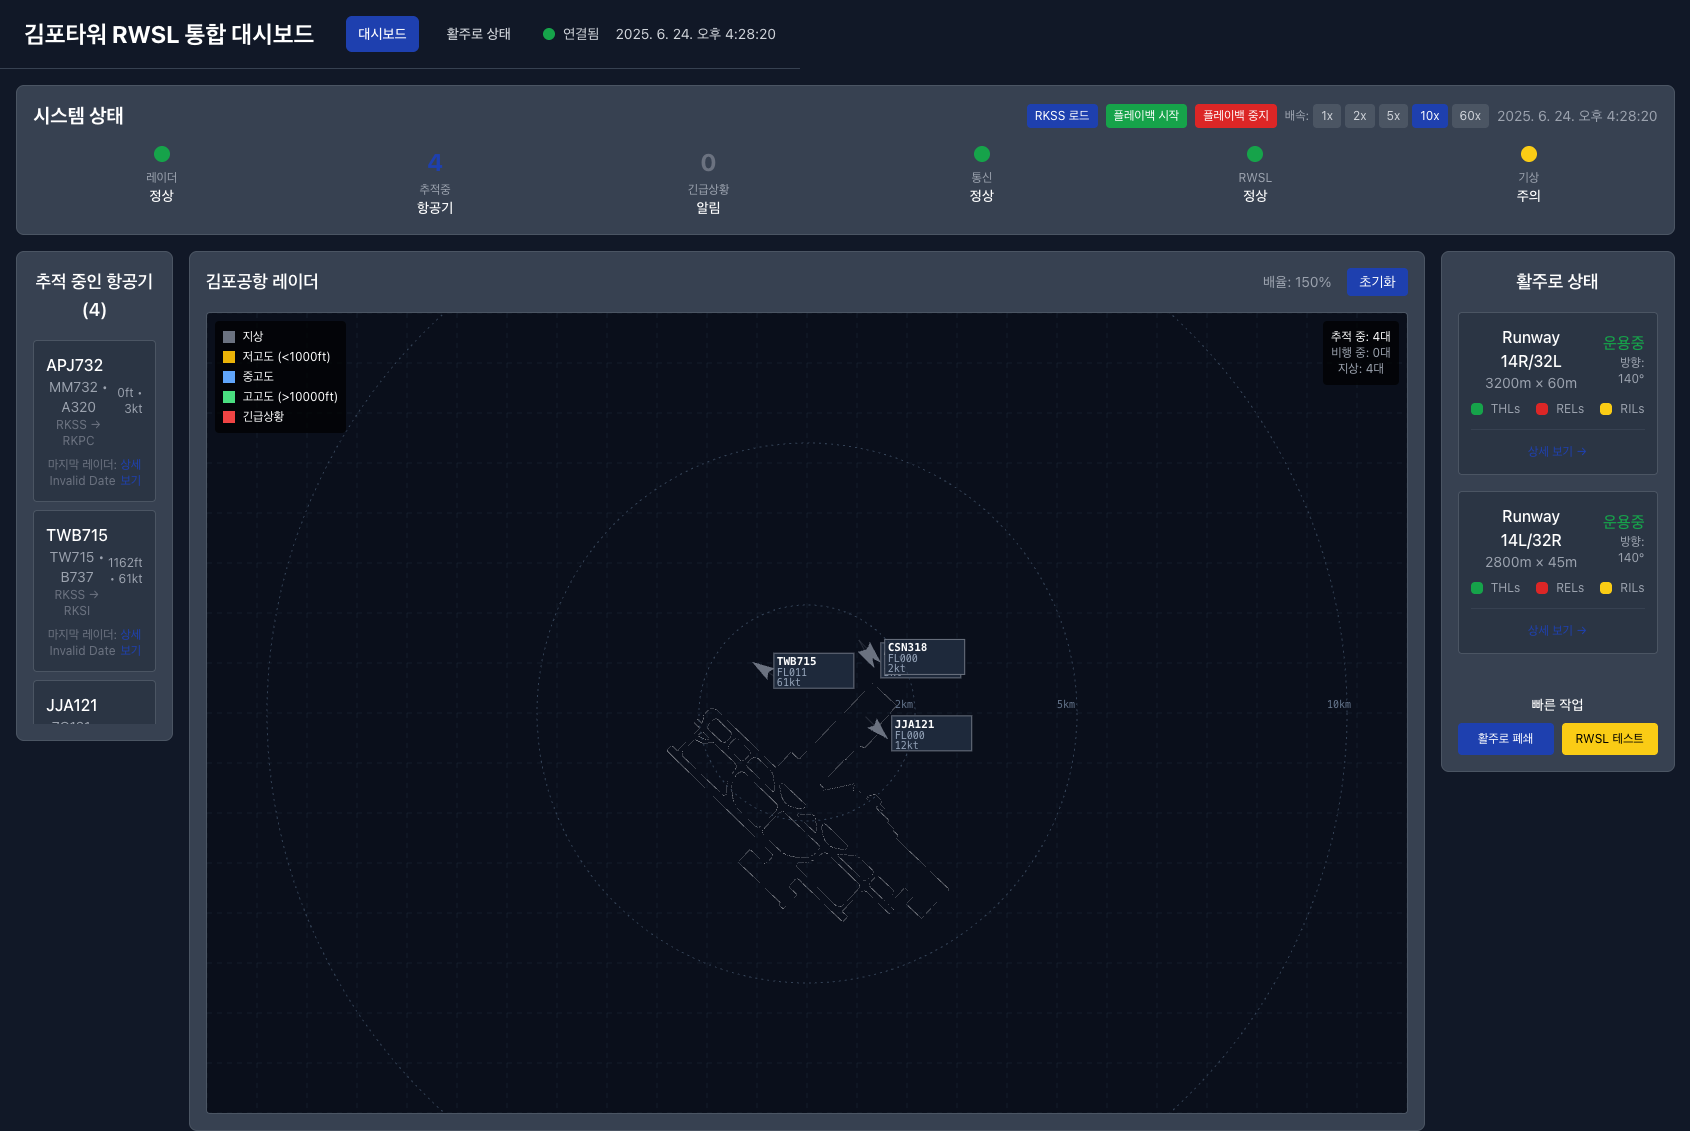 김포타워 RWSL 통합 대시보드
대시보드
활주로 상태
연결됨
2025. 6. 24. 오후 4:28:20
시스템 상태
RKSS 로드
플레이백 시작
플레이백 중지
배속:
1x
2x
5x
10x
60x
2025. 6. 24. 오후 4:28:20
레이더
정상
4
추적중
항공기
0
긴급상황
알림
통신
정상
RWSL
정상
기상
주의
추적 중인 항공기
(4)
APJ732
MM732 •
A320
0ft •
3kt
RKSS →
RKPC
마지막 레이더: 상세
Invalid Date 보기
TWB715
TW715 •
B737
1162ft
• 61kt
RKSS →
RKSI
마지막 레이더: 상세
Invalid Date 보기
JJA121
김포공항 레이더
배율: 150%
초기화
지상
저고도 (<1000ft)
중고도
고고도 (>10000ft)
긴급상황
추적 중: 4대
비행 중: 0대
지상: 4대
TWB715
FL011
61kt
CSN318
FL000
2kt
JJA121
FL000
12kt
2km
5km
10km
활주로 상태
Runway
14R/32L
3200m × 60m
운용중
방향:
140°
THLs
RELs
RILs
상세 보기 →
Runway
14L/32R
2800m × 45m
운용중
방향:
140°
THLs
RELs
RILs
상세 보기 →
빠른 작업
활주로 폐쇄
RWSL 테스트